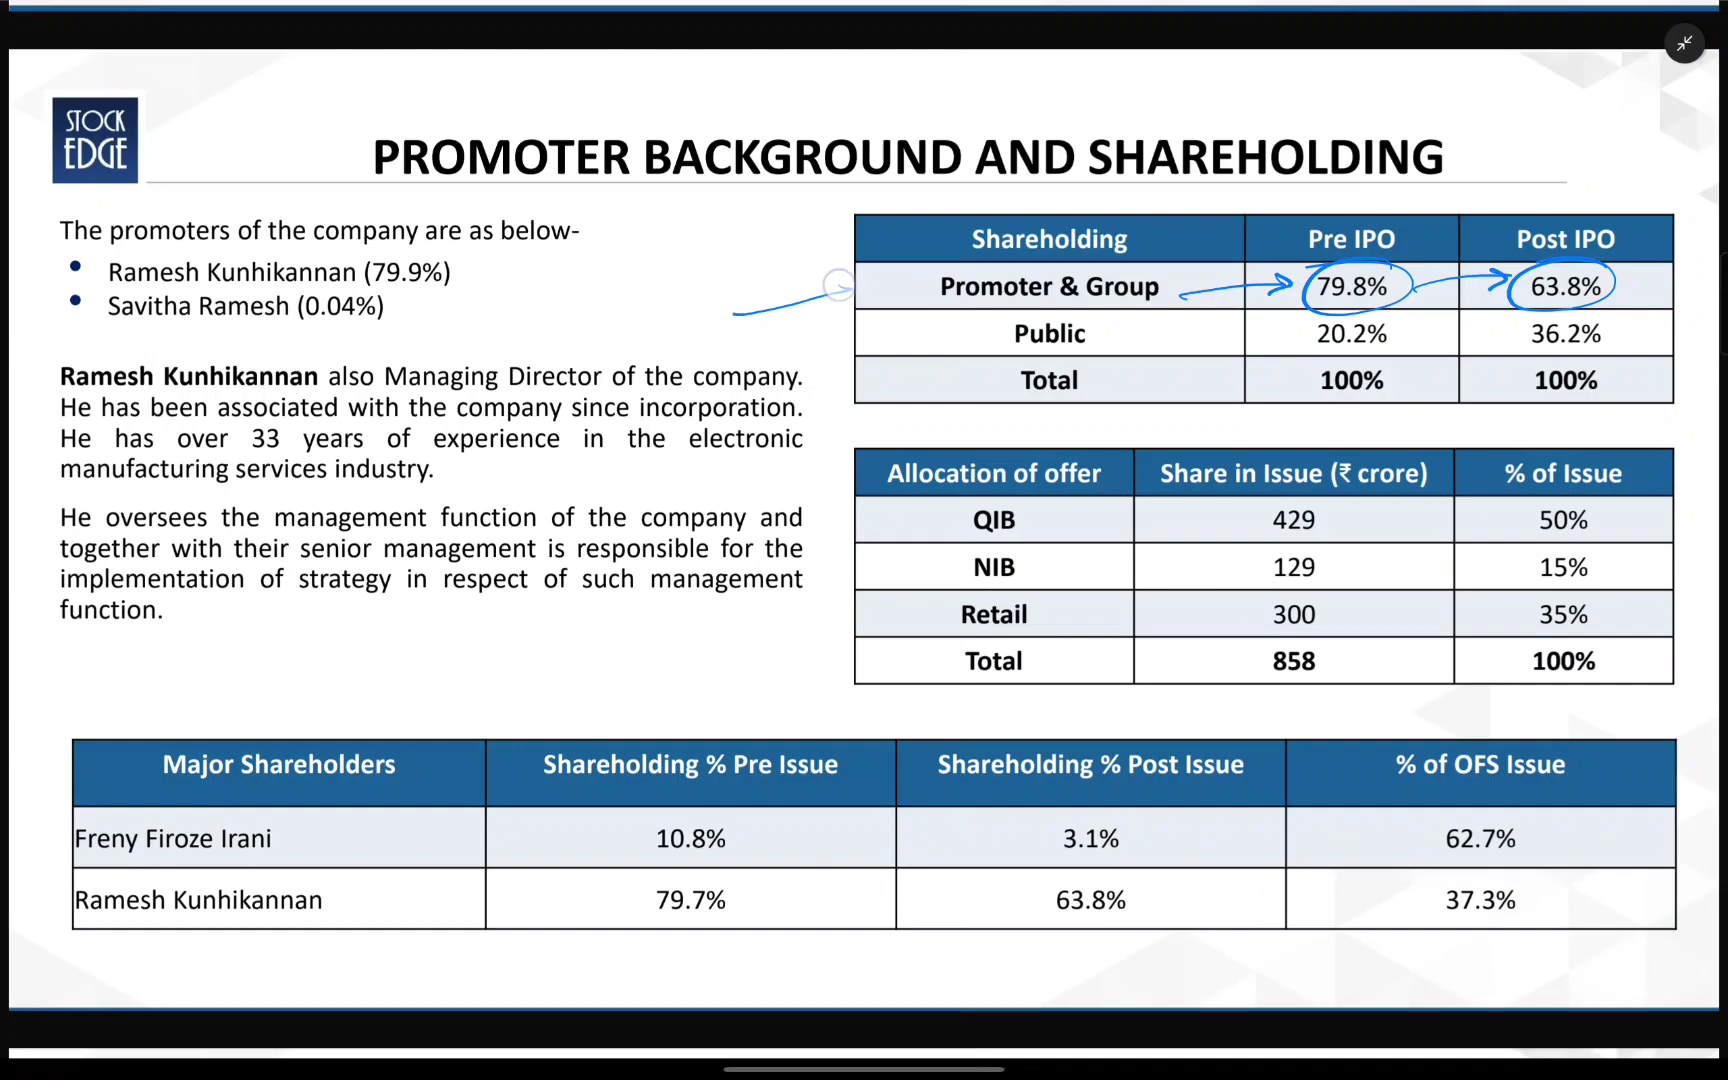 STOCK
EDGE
PROMOTER BACKGROUND AND SHAREHOLDING
The promoters of the company are as below-
• Ramesh Kunhikannan (79.9%)
• Savitha Ramesh (0.04%)
Ramesh Kunhikannan also Managing Director of the company.
He has been associated with the company since incorporation.
He has over 33 years of experience in the electronic
manufacturing services industry.
He oversees the management function of the company and
together with their senior management is responsible for the
implementation of strategy in respect of such management
function.
Shareholding Pre IPO Post IPO
Promoter & Group 79.8% 63.8%
Public 20.2% 36.2%
Total 100% 100%
Allocation of offer Share in Issue (₹ crore) % of Issue
QIB 429 50%
NIB 129 15%
Retail 300 35%
Total 858 100%
Major Shareholders Shareholding % Pre Issue Shareholding % Post Issue % of OFS Issue
Freny Firoze Irani 10.8% 3.1% 62.7%
Ramesh Kunhikannan 79.7% 63.8% 37.3%